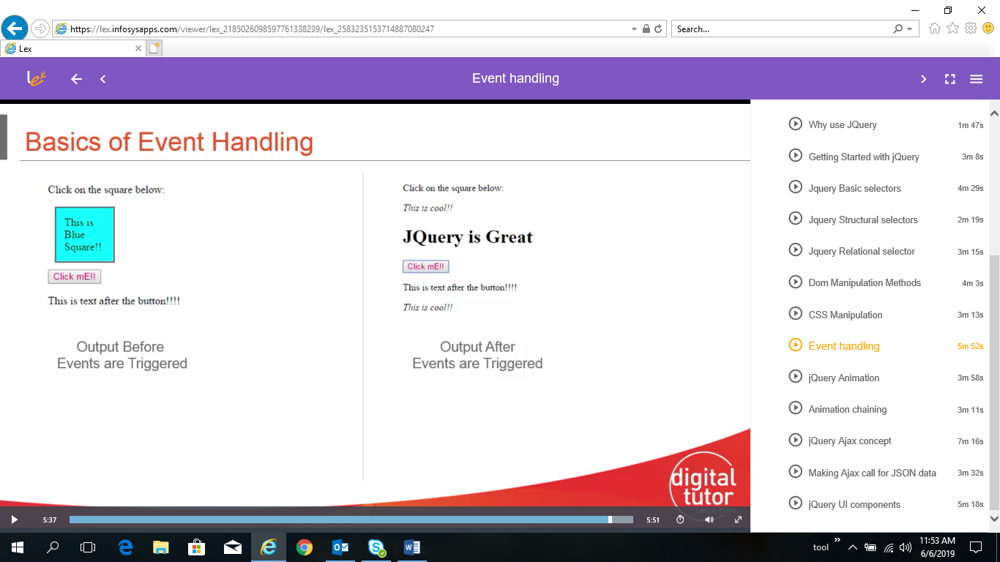 https://lex.infosysapps.com/viewer/lex_2185026098597761338239/lex_2583235153714887080247
Search...
Lex
lex
Event handling
Basics of Event Handling
Click on the square below:
This is
Blue
Square!!
Click mE!!
This is text after the button!!!!
Output Before
Events are Triggered
Click on the square below:
This is cool!!
JQuery is Great
Click mE!!
This is text after the button!!!!
This is cool!!
Output After
Events are Triggered
digital
tutor
Learn more
5:37
5:51
Why use JQuery 1m 47s
Getting Started with jQuery 3m 8s
Jquery Basic selectors 4m 29s
Jquery Structural selectors 2m 19s
Jquery Relational selector 3m 15s
Dom Manipulation Methods 4m 3s
CSS Manipulation 3m 13s
Event handling 5m 52s
jQuery Animation 3m 58s
Animation chaining 3m 11s
jQuery Ajax concept 7m 16s
Making Ajax call for JSON data 3m 32s
jQuery UI components 5m 18s
tool
11:53 AM
6/6/2019